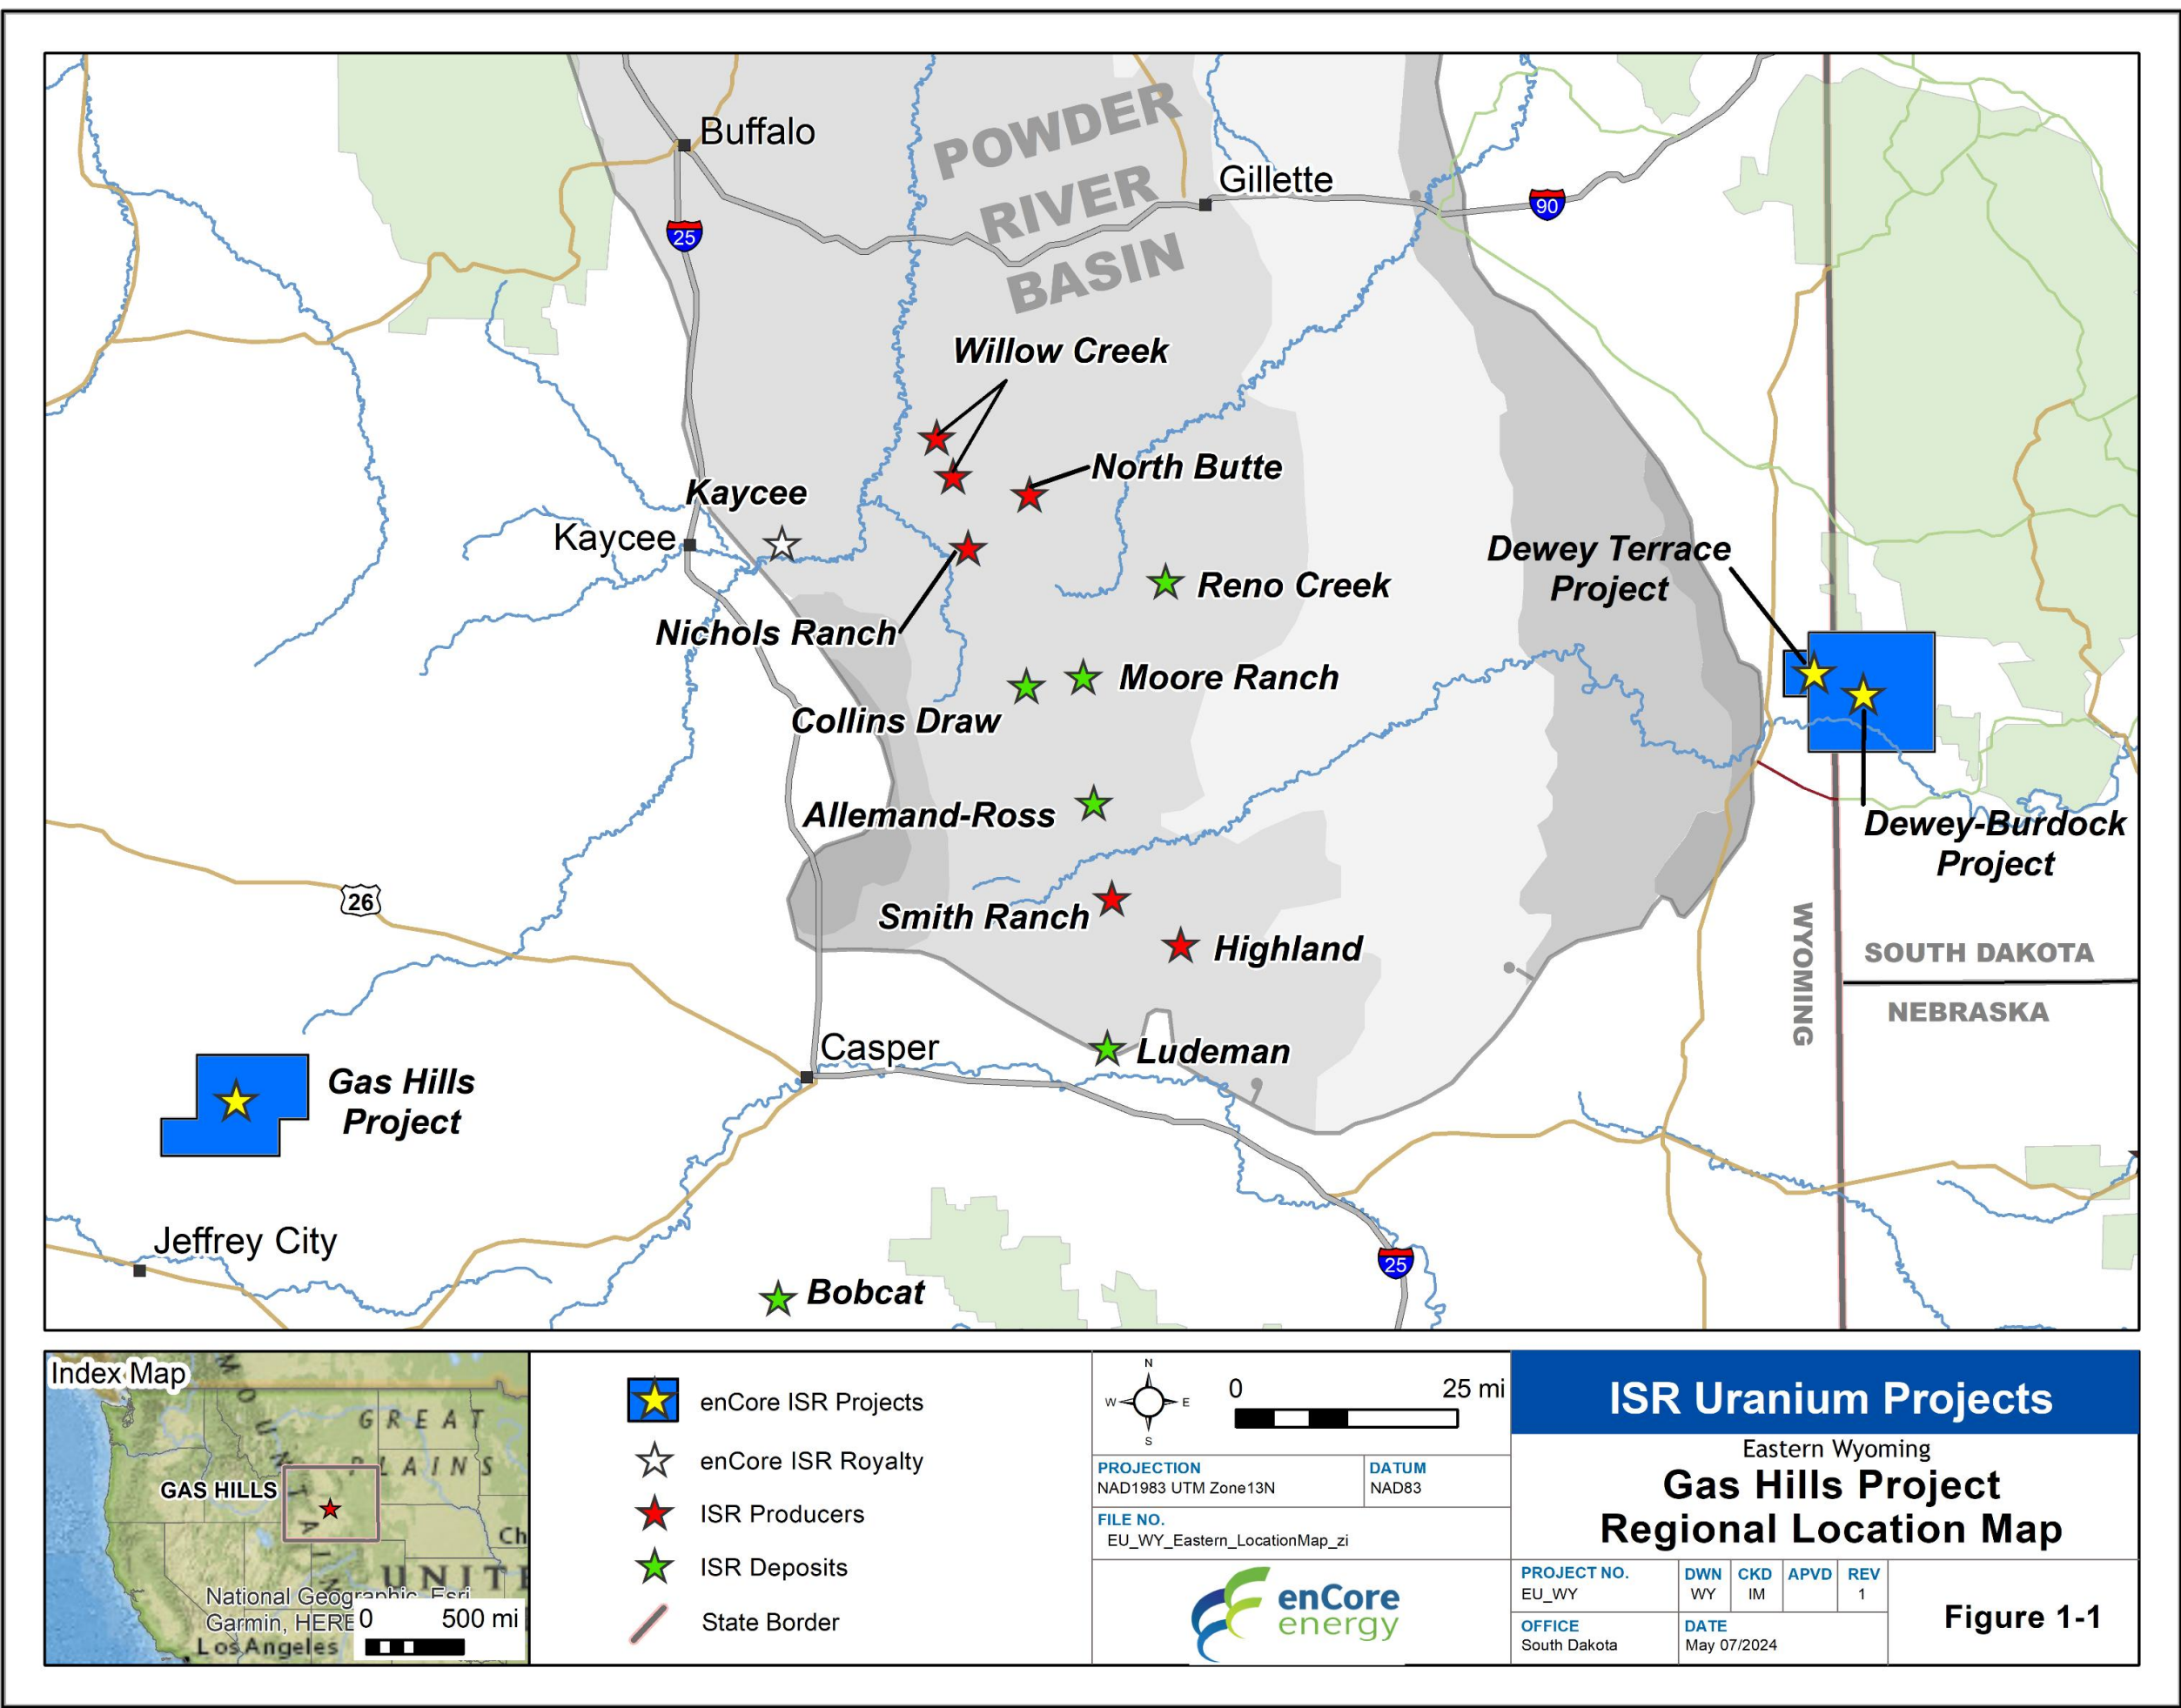 POWDER
RIVER
BASIN
Buffalo
Gillette
25
90
Willow Creek
North Butte
Kaycee
Kaycee
Dewey Terrace
Project
Reno Creek
Nichols Ranch
Moore Ranch
Collins Draw
Allemand-Ross
Dewey-Burdock
Project
26
Smith Ranch
Highland
WYOMING
SOUTH DAKOTA
NEBRASKA
Casper
Ludeman
Gas Hills
Project
Jeffrey City
Bobcat
25
Index Map
GREAT
PLAINS
MOUNTAIN
GAS HILLS
Ch
UNITE
National Geographic, Esri
Garmin, HERE
Los Angeles
0 500 mi
enCore ISR Projects
enCore ISR Royalty
ISR Producers
ISR Deposits
State Border
N
W E
S
0 25 mi
PROJECTION
NAD1983 UTM Zone13N
DATUM
NAD83
FILE NO.
EU_WY_Eastern_LocationMap_zi
enCore
energy
ISR Uranium Projects
Eastern Wyoming
Gas Hills Project
Regional Location Map
PROJECT NO.
EU_WY
DWN
WY
CKD
IM
APVD
REV
1
OFFICE
South Dakota
DATE
May 07/2024
Figure 1-1